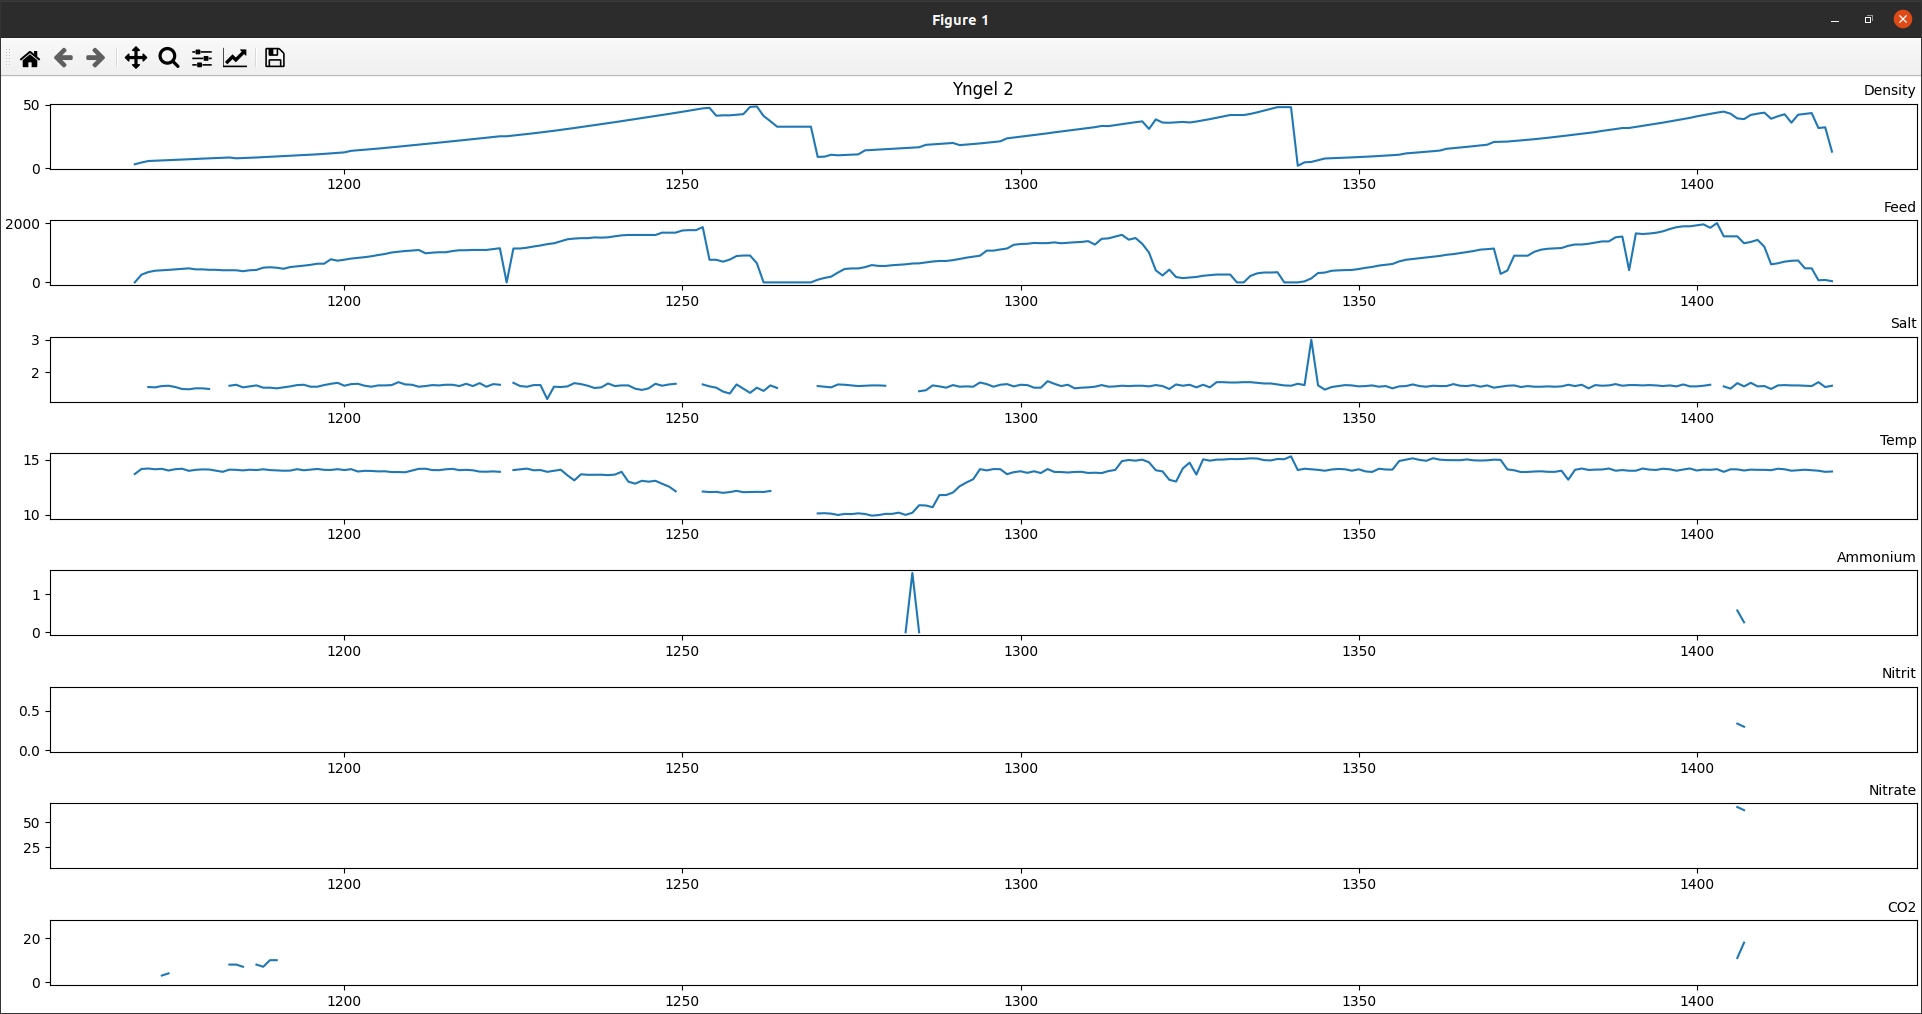 Figure 1
Yngel 2
Density
50
0
1200 1250 1300 1350 1400
Feed
2000
0
1200 1250 1300 1350 1400
Salt
3
2
1200 1250 1300 1350 1400
Temp
15
10
1200 1250 1300 1350 1400
Ammonium
1
0
1200 1250 1300 1350 1400
Nitrit
0.5
0.0
1200 1250 1300 1350 1400
Nitrate
50
25
1200 1250 1300 1350 1400
CO2
20
0
1200 1250 1300 1350 1400